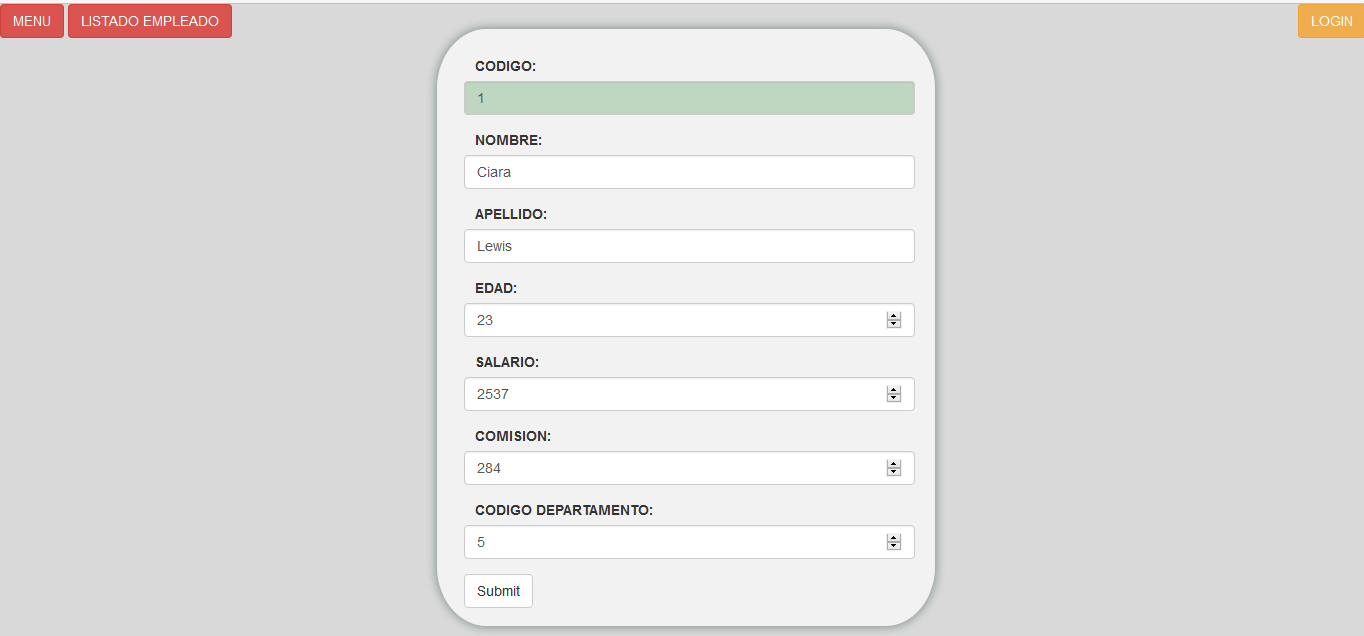 MENU LISTADO EMPLEADO LOGIN
CODIGO:
1
NOMBRE:
Ciara
APELLIDO:
Lewis
EDAD:
23
SALARIO:
2537
COMISION:
284
CODIGO DEPARTAMENTO:
5
Submit